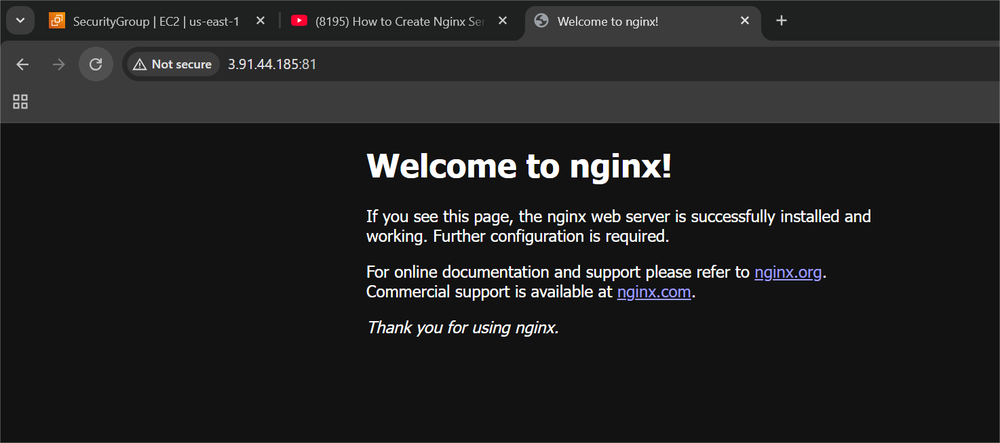 SecurityGroup | EC2 | us-east-1
(8195) How to Create Nginx Ser
Welcome to nginx!
Not secure
3.91.44.185:81
Welcome to nginx!
If you see this page, the nginx web server is successfully installed and
working. Further configuration is required.
For online documentation and support please refer to nginx.org.
Commercial support is available at nginx.com.
Thank you for using nginx.